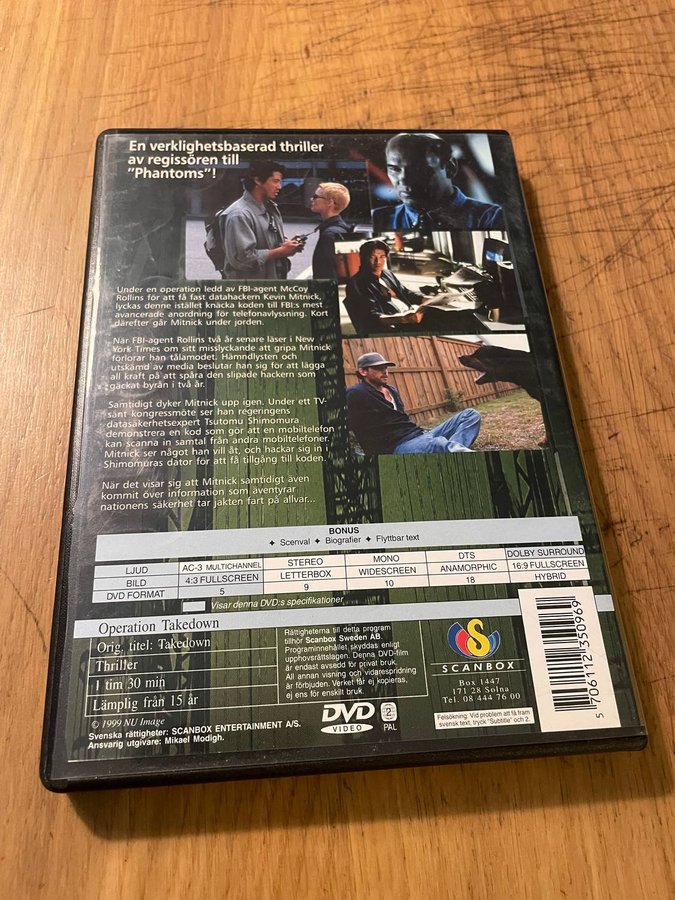 En verklighetsbaserad thriller
av regissören till
"Phantoms"!
Under en operation ledd av FBI-agent McCoy
Rollins för att få fast datahackern Kevin Mitnick,
lyckas denne istället knäcka koden till FBI:s mest
avancerade anordning för telefonavlyssning. Kort
därefter går Mitnick under jorden.
När FBI-agent Rollins två år senare läser i New
York Times om sitt misslyckande att gripa Mitnick
förlorar han tålamodet. Hämndlysten och
utskämd av media beslutar han sig för att lägga
all kraft på att spåra den slipade hackern som
gäckat byrån i två år.
Samtidigt dyker Mitnick upp igen. Under ett TV-
sänt kongressmöte ser han regeringens
datasäkerhetsexpert Tsutomu Shimomura
demonstrera en kod som gör att en mobiltelefon
kan scanna in samtal från andra mobiltelefoner.
Mitnick ser något han vill åt, och hackar sig in i
Shimomuras dator för att få tillgång till koden.
När det visar sig att Mitnick samtidigt även
kommit över information som äventyrar
nationens säkerhet tar jakten fart på allvar...
BONUS
✦ Scenval ✦ Biografier ✦ Flyttbar text
LJUD AC-3 MULTICHANNEL STEREO MONO DTS DOLBY SURROUND
BILD 4:3 FULLSCREEN LETTERBOX WIDESCREEN ANAMORPHIC 16:9 FULLSCREEN
DVD FORMAT 5 9 10 18 HYBRID
Visar denna DVD:s specifikationer
Operation Takedown
Orig. titel: Takedown
Thriller
1 tim 30 min
Lämplig från 15 år
© 1999 NU Image
Rättigheterna till detta program
tillhör Scanbox Sweden AB.
Programinnehållet skyddas enligt
upphovsrättslagen. Denna DVD-film
är endast avsedd för privat bruk.
All annan visning och vidarespridning
är förbjuden. Verket får ej kopieras,
ej ens för enskilt bruk.
S
SCANBOX
Box 1447
171 28 Solna
Tel. 08 444 76 00
5 706112 350969
Svenska rättigheter: SCANBOX ENTERTAINMENT A/S.
Ansvarig utgivare: Mikael Modigh.
DVD
VIDEO
2
PAL
Felsökning: Vid problem att få fram
svensk text, tryck "Subtitle" och 2.